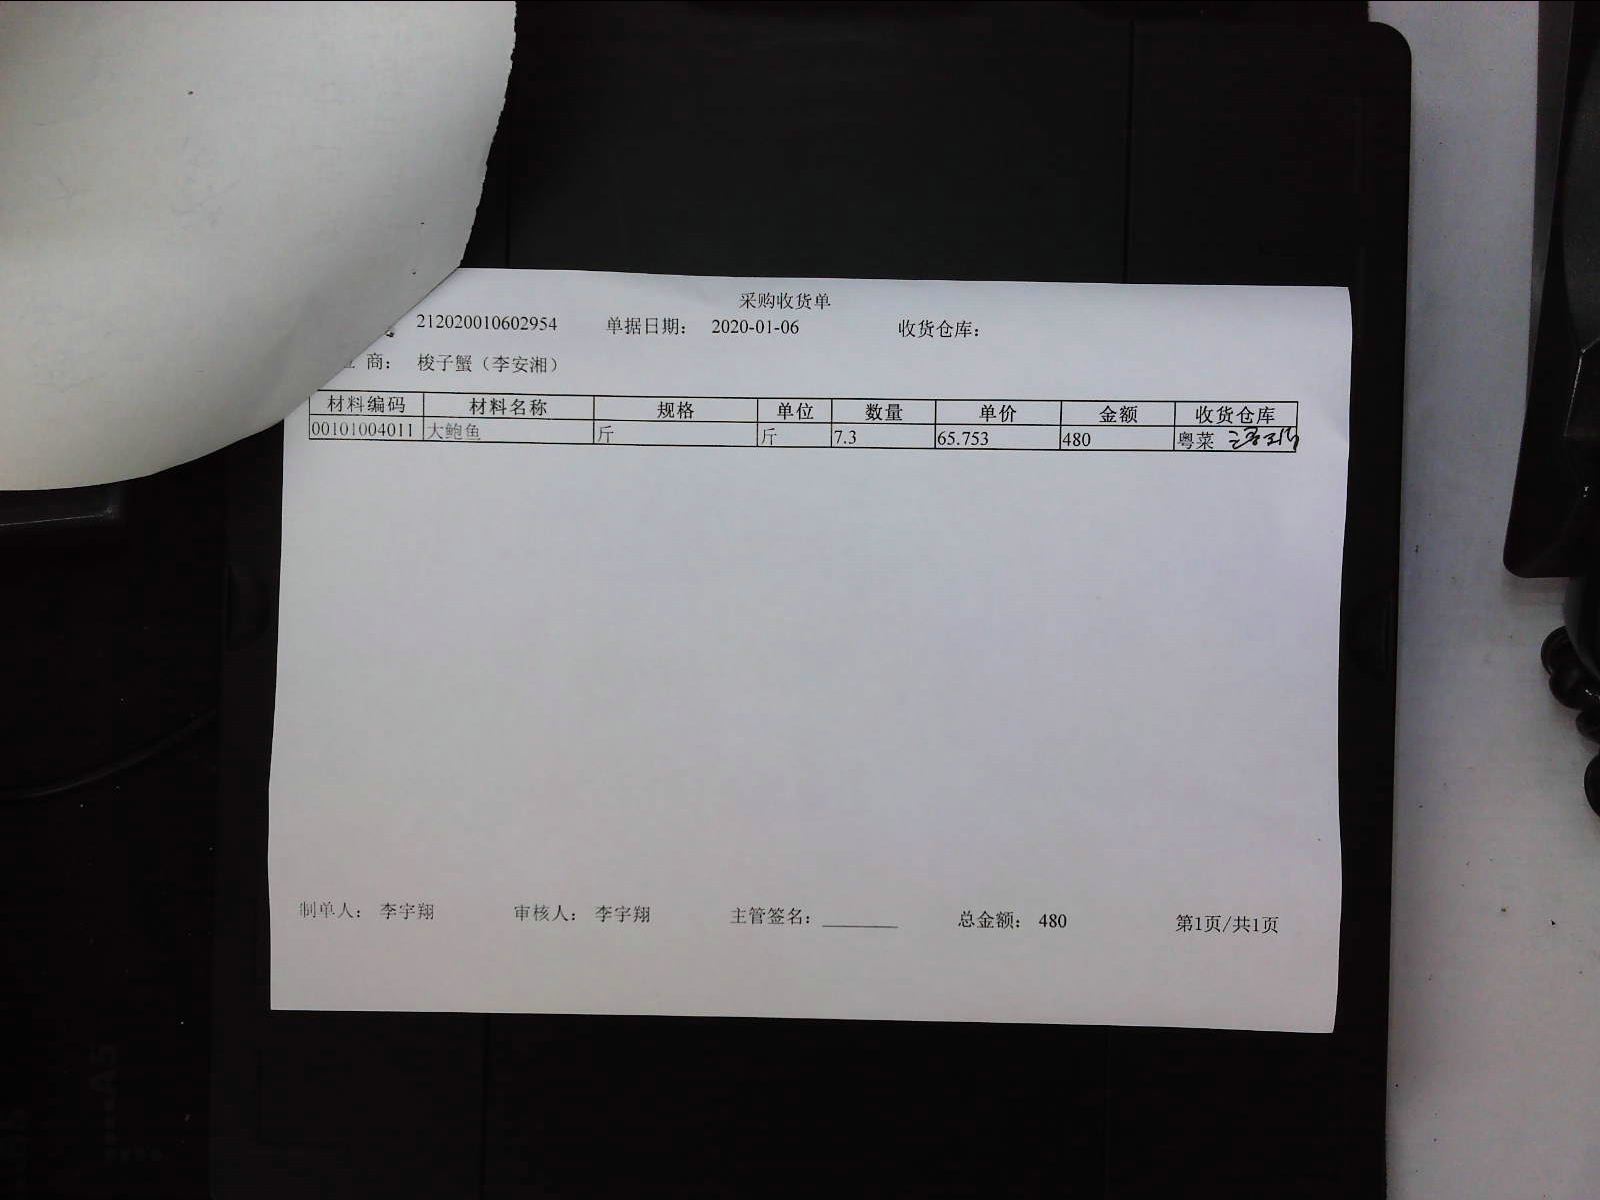 采购收货单
212020010602954 单据日期: 2020-01-06 收货仓库:
商: 梭子蟹（李安湘）
材料编码 材料名称 规格 单位 数量 单价 金额 收货仓库
00101004011 大鲍鱼 斤 斤 7.3 65.753 480 粤菜
制单人: 李宇翔 审核人: 李宇翔 主管签名: 总金额: 480 第1页/共1页